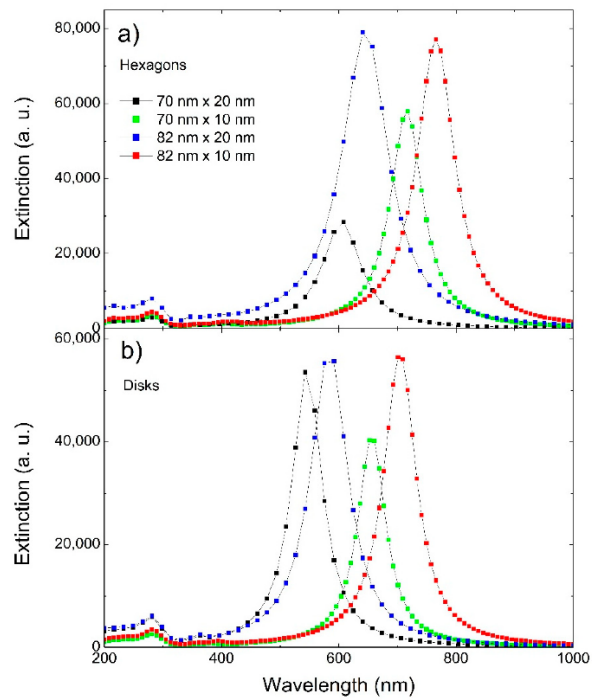 a)
Hexagons
70 nm x 20 nm
70 nm x 10 nm
82 nm x 20 nm
82 nm x 10 nm
80,000
60,000
40,000
20,000
0
Extinction (a. u.)
b)
Disks
60,000
40,000
20,000
0
Extinction (a. u.)
200 400 600 800 1000
Wavelength (nm)